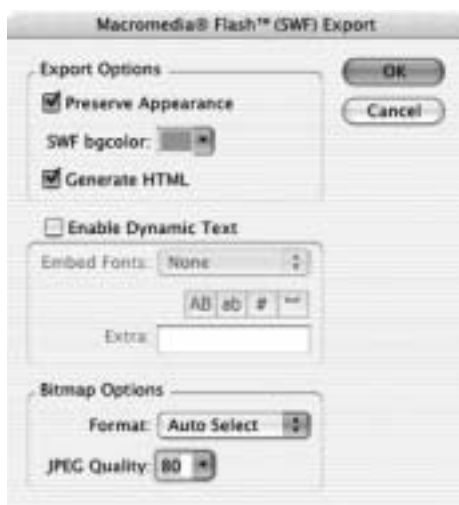 Macromedia® Flash™ (SWF) Export
Export Options
OK
Preserve Appearance
Cancel
SWF bgcolor:
Generate HTML
Enable Dynamic Text
Embed Fonts: None
AB ab # ""
Extra:
Bitmap Options
Format: Auto Select
JPEG Quality: 80